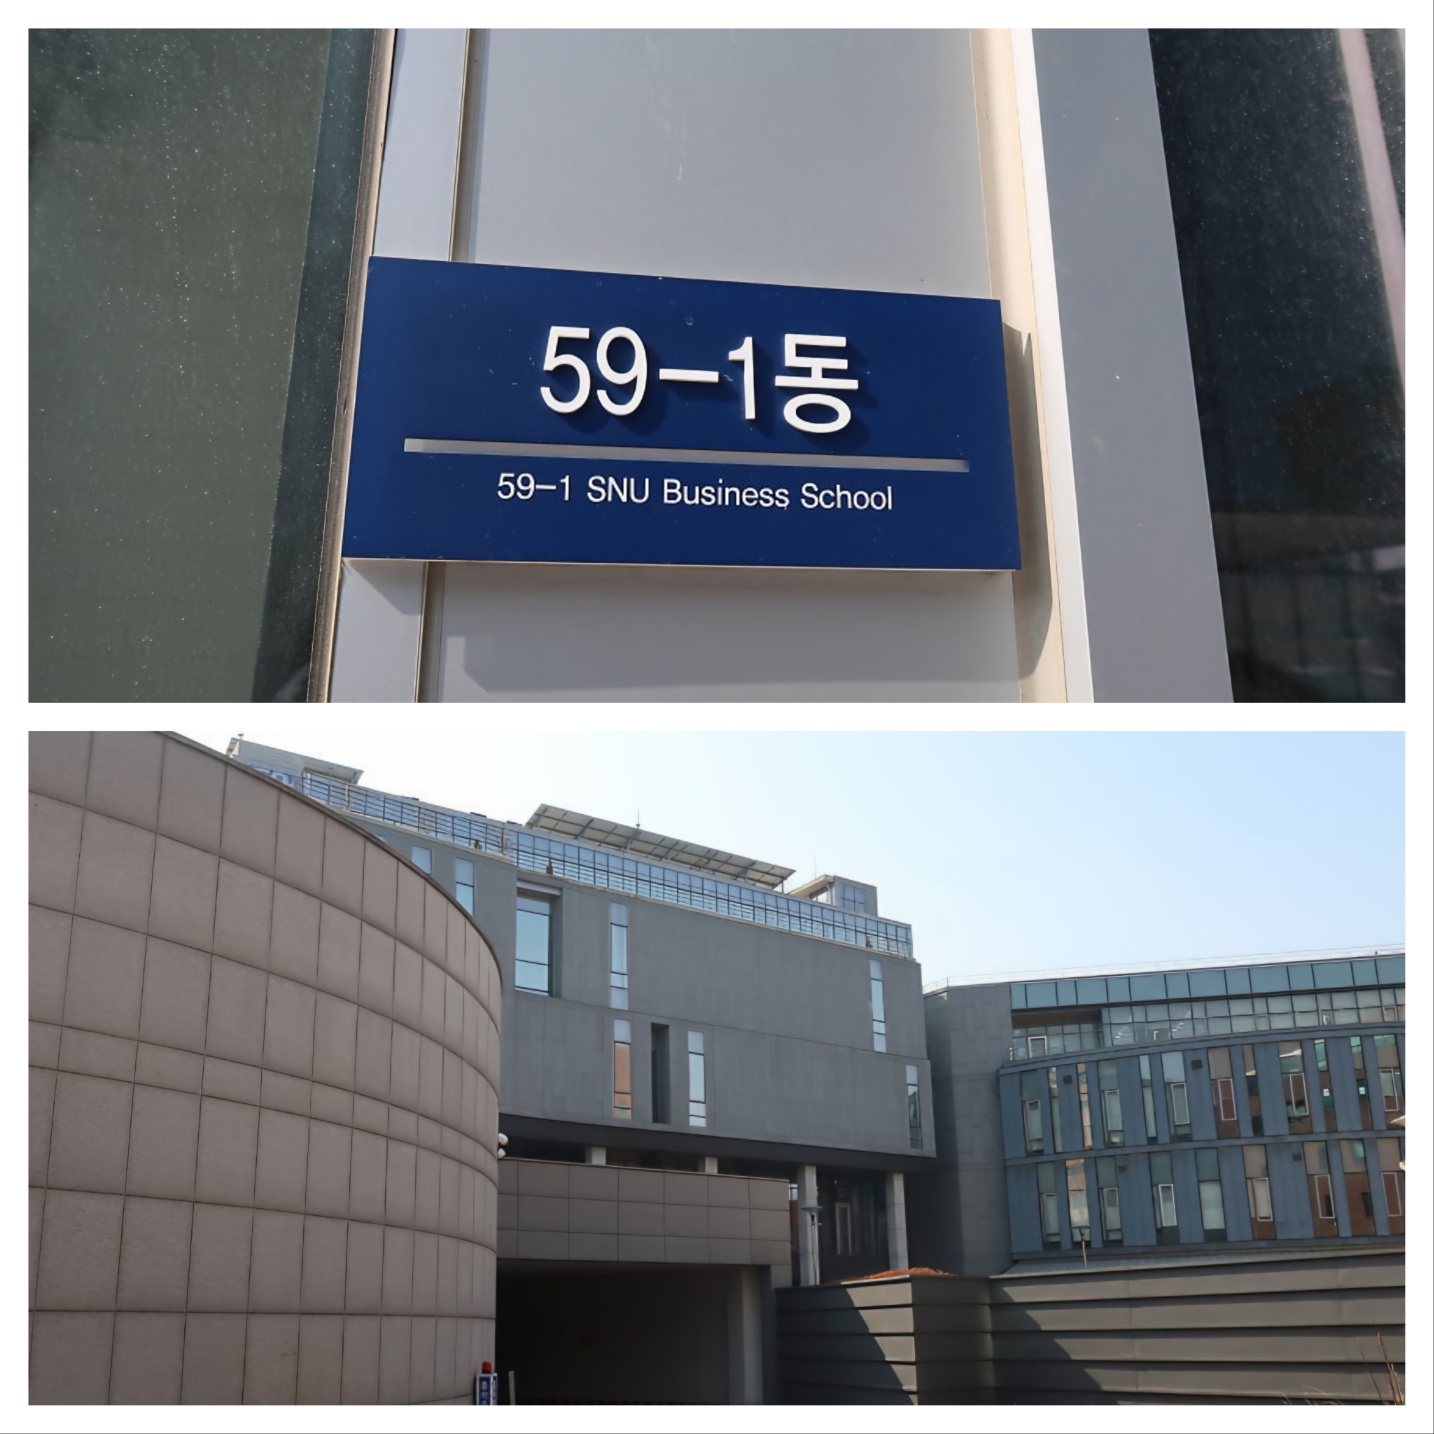 59-1동
59-1 SNU Business School